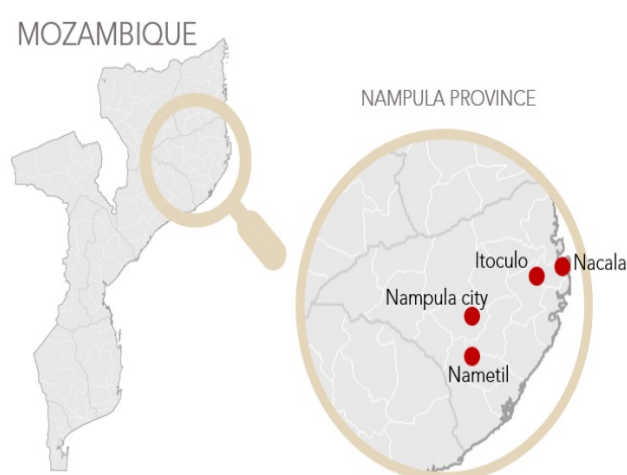 MOZAMBIQUE
NAMPULA PROVINCE
Itoculo
Nacala
Nampula city
Nametil